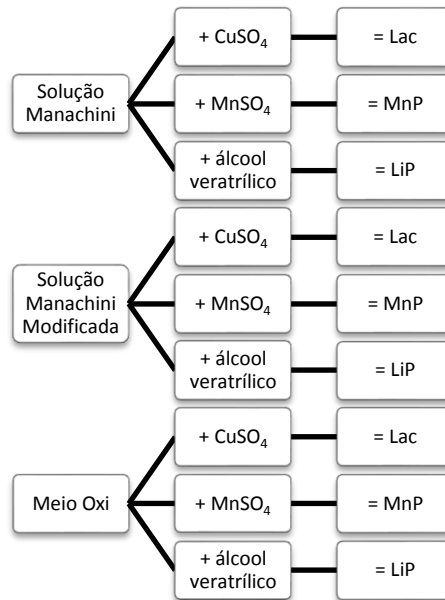 + CuSO₄
= Lac
Solução
Manachini
+ MnSO₄
= MnP
+ álcool
veratrílico
= LiP
+ CuSO₄
= Lac
Solução
Manachini
Modificada
+ MnSO₄
= MnP
+ álcool
veratrílico
= LiP
+ CuSO₄
= Lac
Meio Oxi
+ MnSO₄
= MnP
+ álcool
veratrílico
= LiP